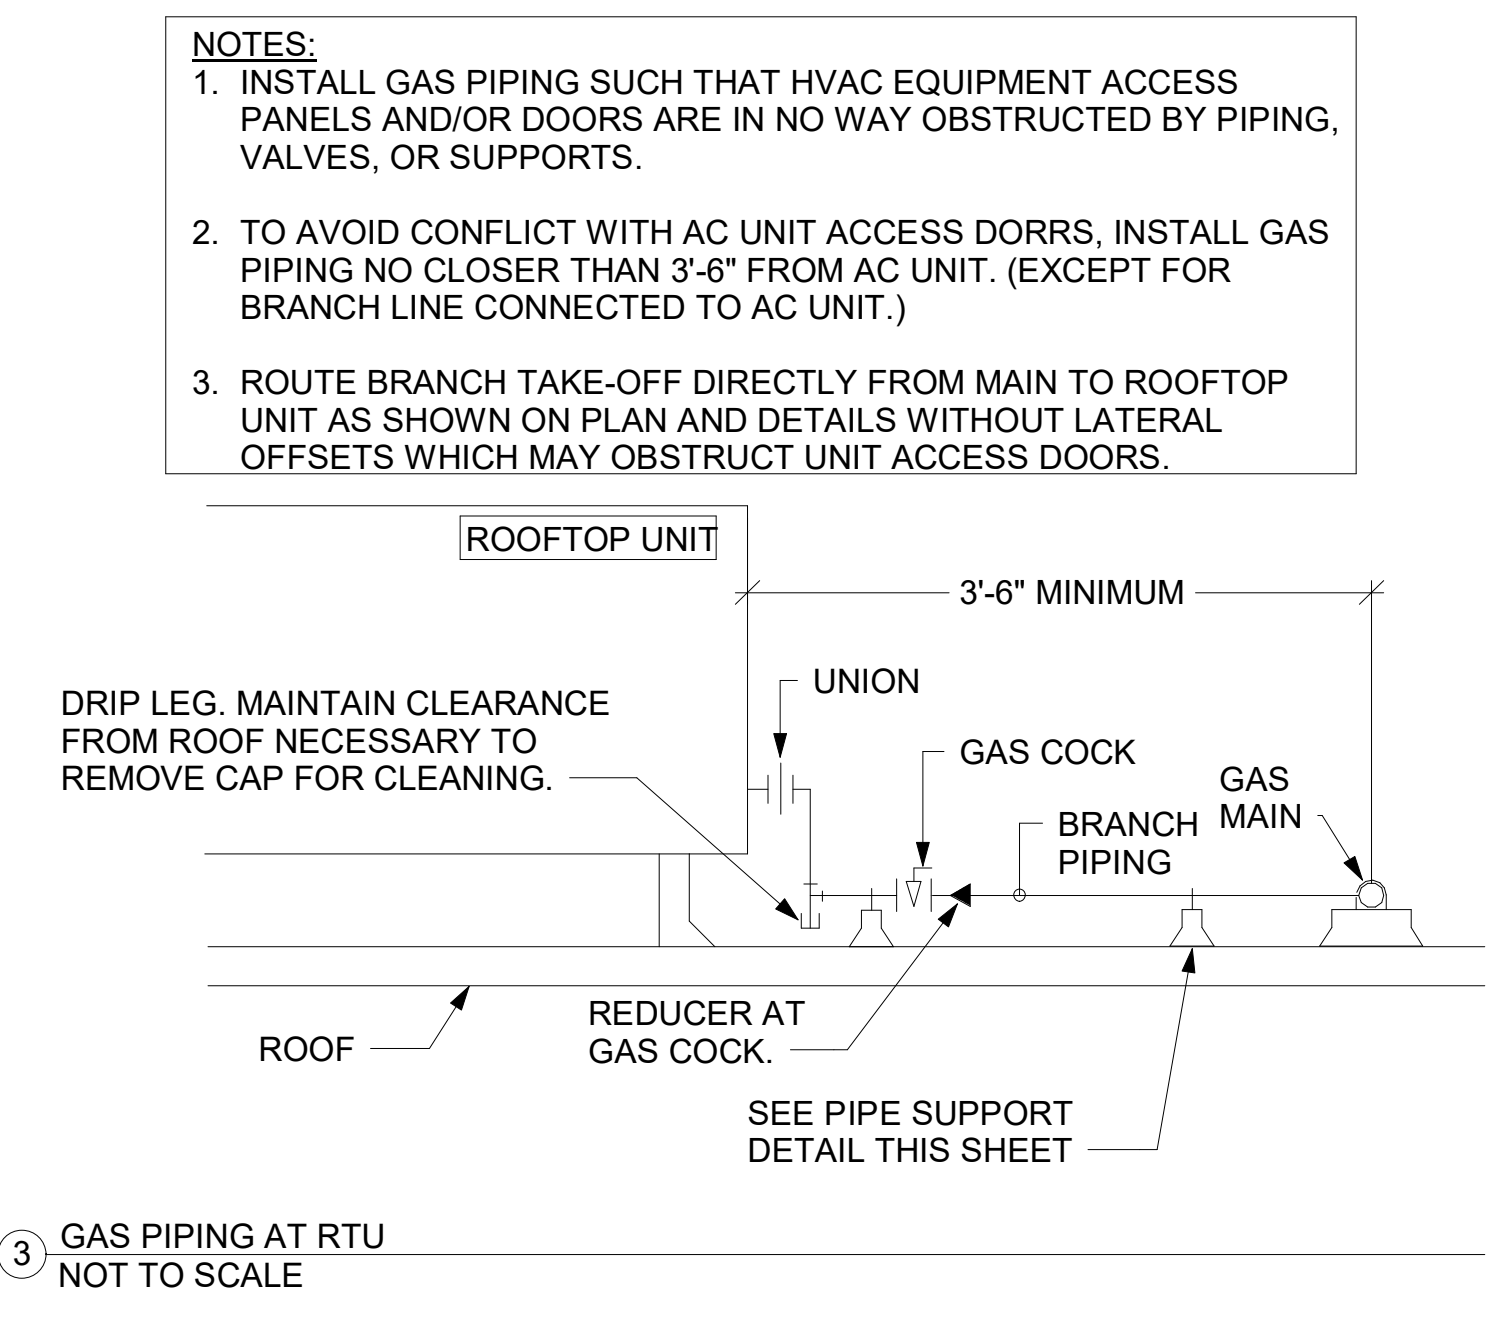 NOTES:
1. INSTALL GAS PIPING SUCH THAT HVAC EQUIPMENT ACCESS
PANELS AND/OR DOORS ARE IN NO WAY OBSTRUCTED BY PIPING,
VALVES, OR SUPPORTS.
2. TO AVOID CONFLICT WITH AC UNIT ACCESS DORRS, INSTALL GAS
PIPING NO CLOSER THAN 3'-6" FROM AC UNIT. (EXCEPT FOR
BRANCH LINE CONNECTED TO AC UNIT.)
3. ROUTE BRANCH TAKE-OFF DIRECTLY FROM MAIN TO ROOFTOP
UNIT AS SHOWN ON PLAN AND DETAILS WITHOUT LATERAL
OFFSETS WHICH MAY OBSTRUCT UNIT ACCESS DOORS.
ROOFTOP UNIT
3'-6" MINIMUM
UNION
DRIP LEG. MAINTAIN CLEARANCE
FROM ROOF NECESSARY TO
REMOVE CAP FOR CLEANING.
GAS COCK
GAS
MAIN
BRANCH
PIPING
REDUCER AT
GAS COCK.
ROOF
SEE PIPE SUPPORT
DETAIL THIS SHEET
3 GAS PIPING AT RTU
NOT TO SCALE